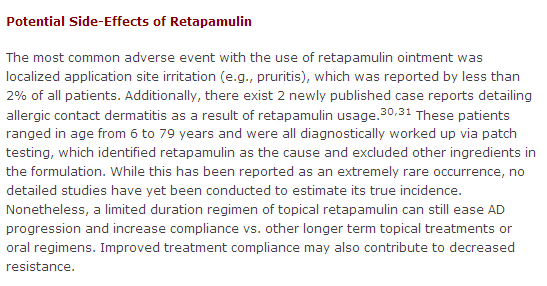 Potential Side-Effects of Retapamulin
The most common adverse event with the use of retapamulin ointment was
localized application site irritation (e.g., pruritis), which was reported by less than
2% of all patients. Additionally, there exist 2 newly published case reports detailing
allergic contact dermatitis as a result of retapamulin usage.30,31 These patients
ranged in age from 6 to 79 years and were all diagnostically worked up via patch
testing, which identified retapamulin as the cause and excluded other ingredients in
the formulation. While this has been reported as an extremely rare occurrence, no
detailed studies have yet been conducted to estimate its true incidence.
Nonetheless, a limited duration regimen of topical retapamulin can still ease AD
progression and increase compliance vs. other longer term topical treatments or
oral regimens. Improved treatment compliance may also contribute to decreased
resistance.